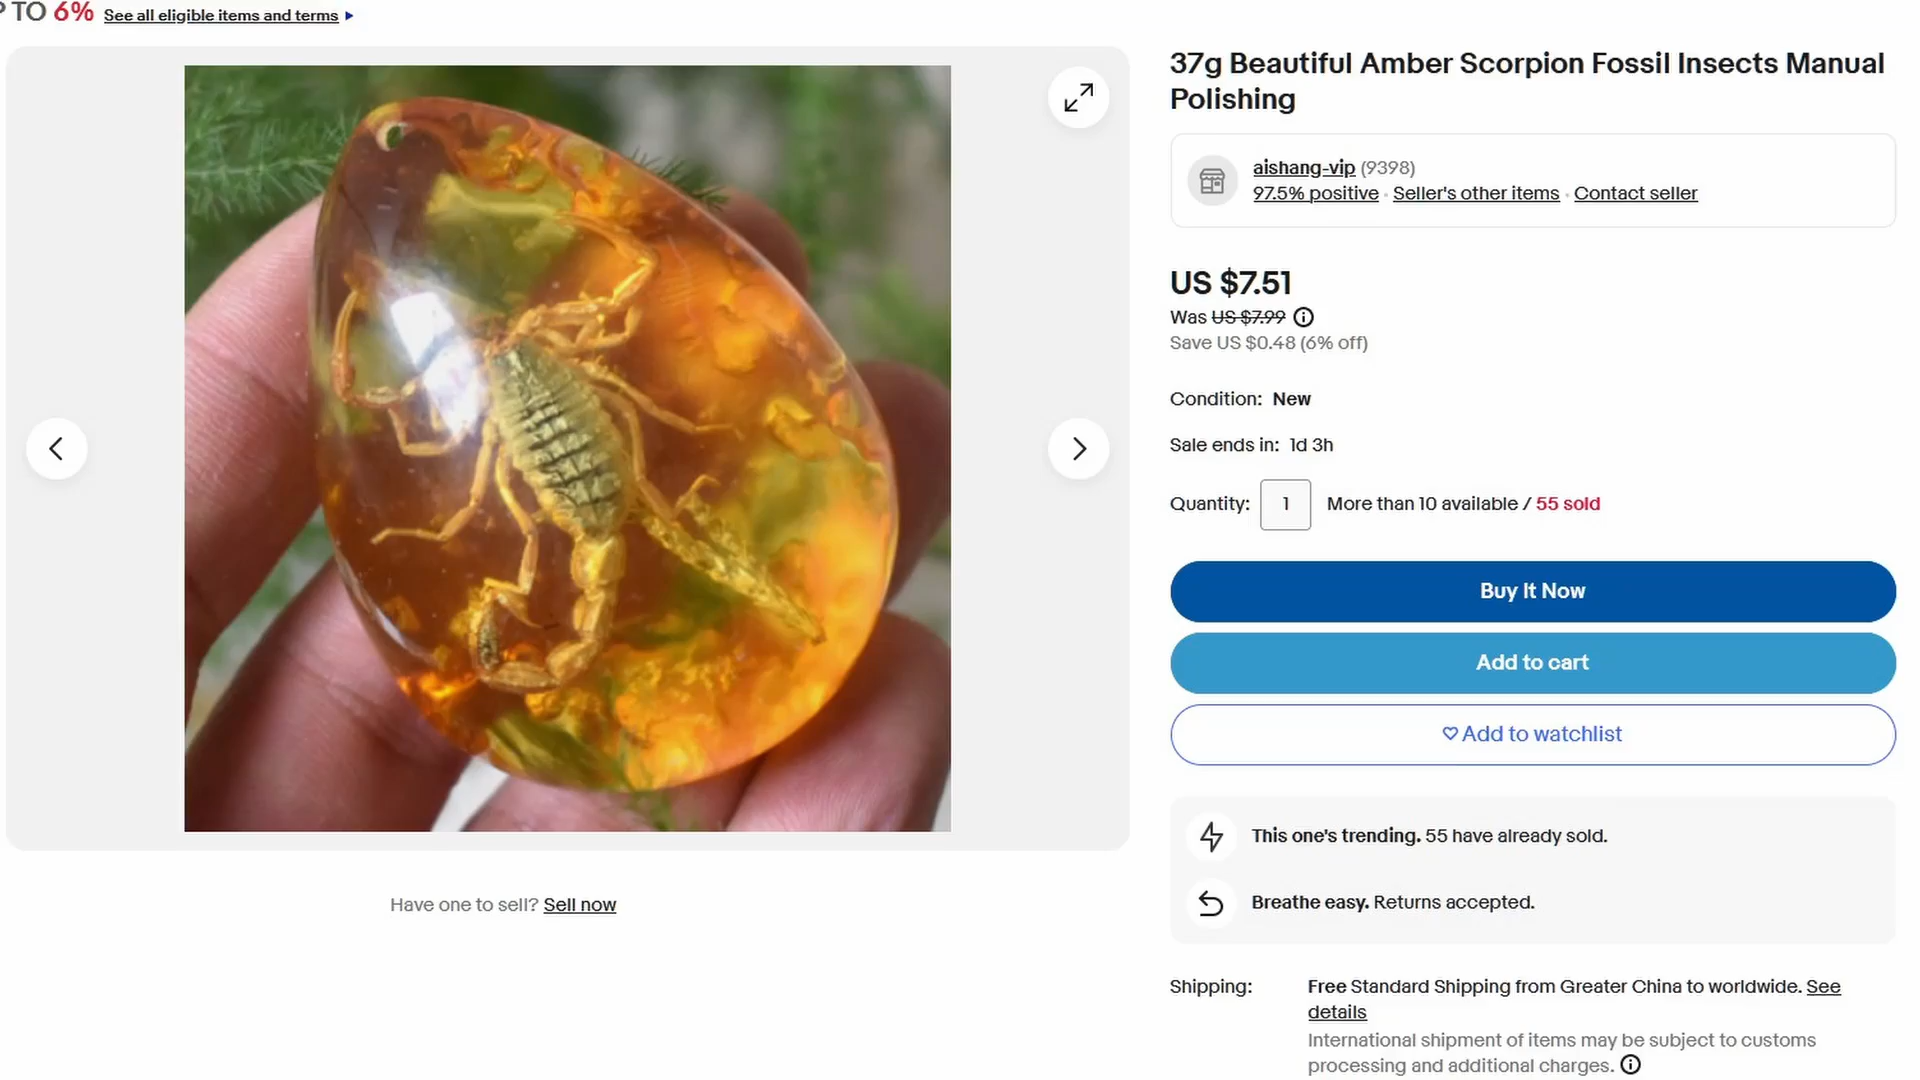 TO 6% See all eligible items and terms
37g Beautiful Amber Scorpion Fossil Insects Manual
Polishing
aishang-vip (9398)
97.5% positive · Seller's other items · Contact seller
US $7.51
Was US $7.99
Save US $0.48 (6% off)
Condition: New
Sale ends in: 1d 3h
Quantity: 1 More than 10 available / 55 sold
Buy It Now
Add to cart
Add to watchlist
This one's trending. 55 have already sold.
Breathe easy. Returns accepted.
Have one to sell? Sell now
Shipping: Free Standard Shipping from Greater China to worldwide. See
details
International shipment of items may be subject to customs
processing and additional charges.